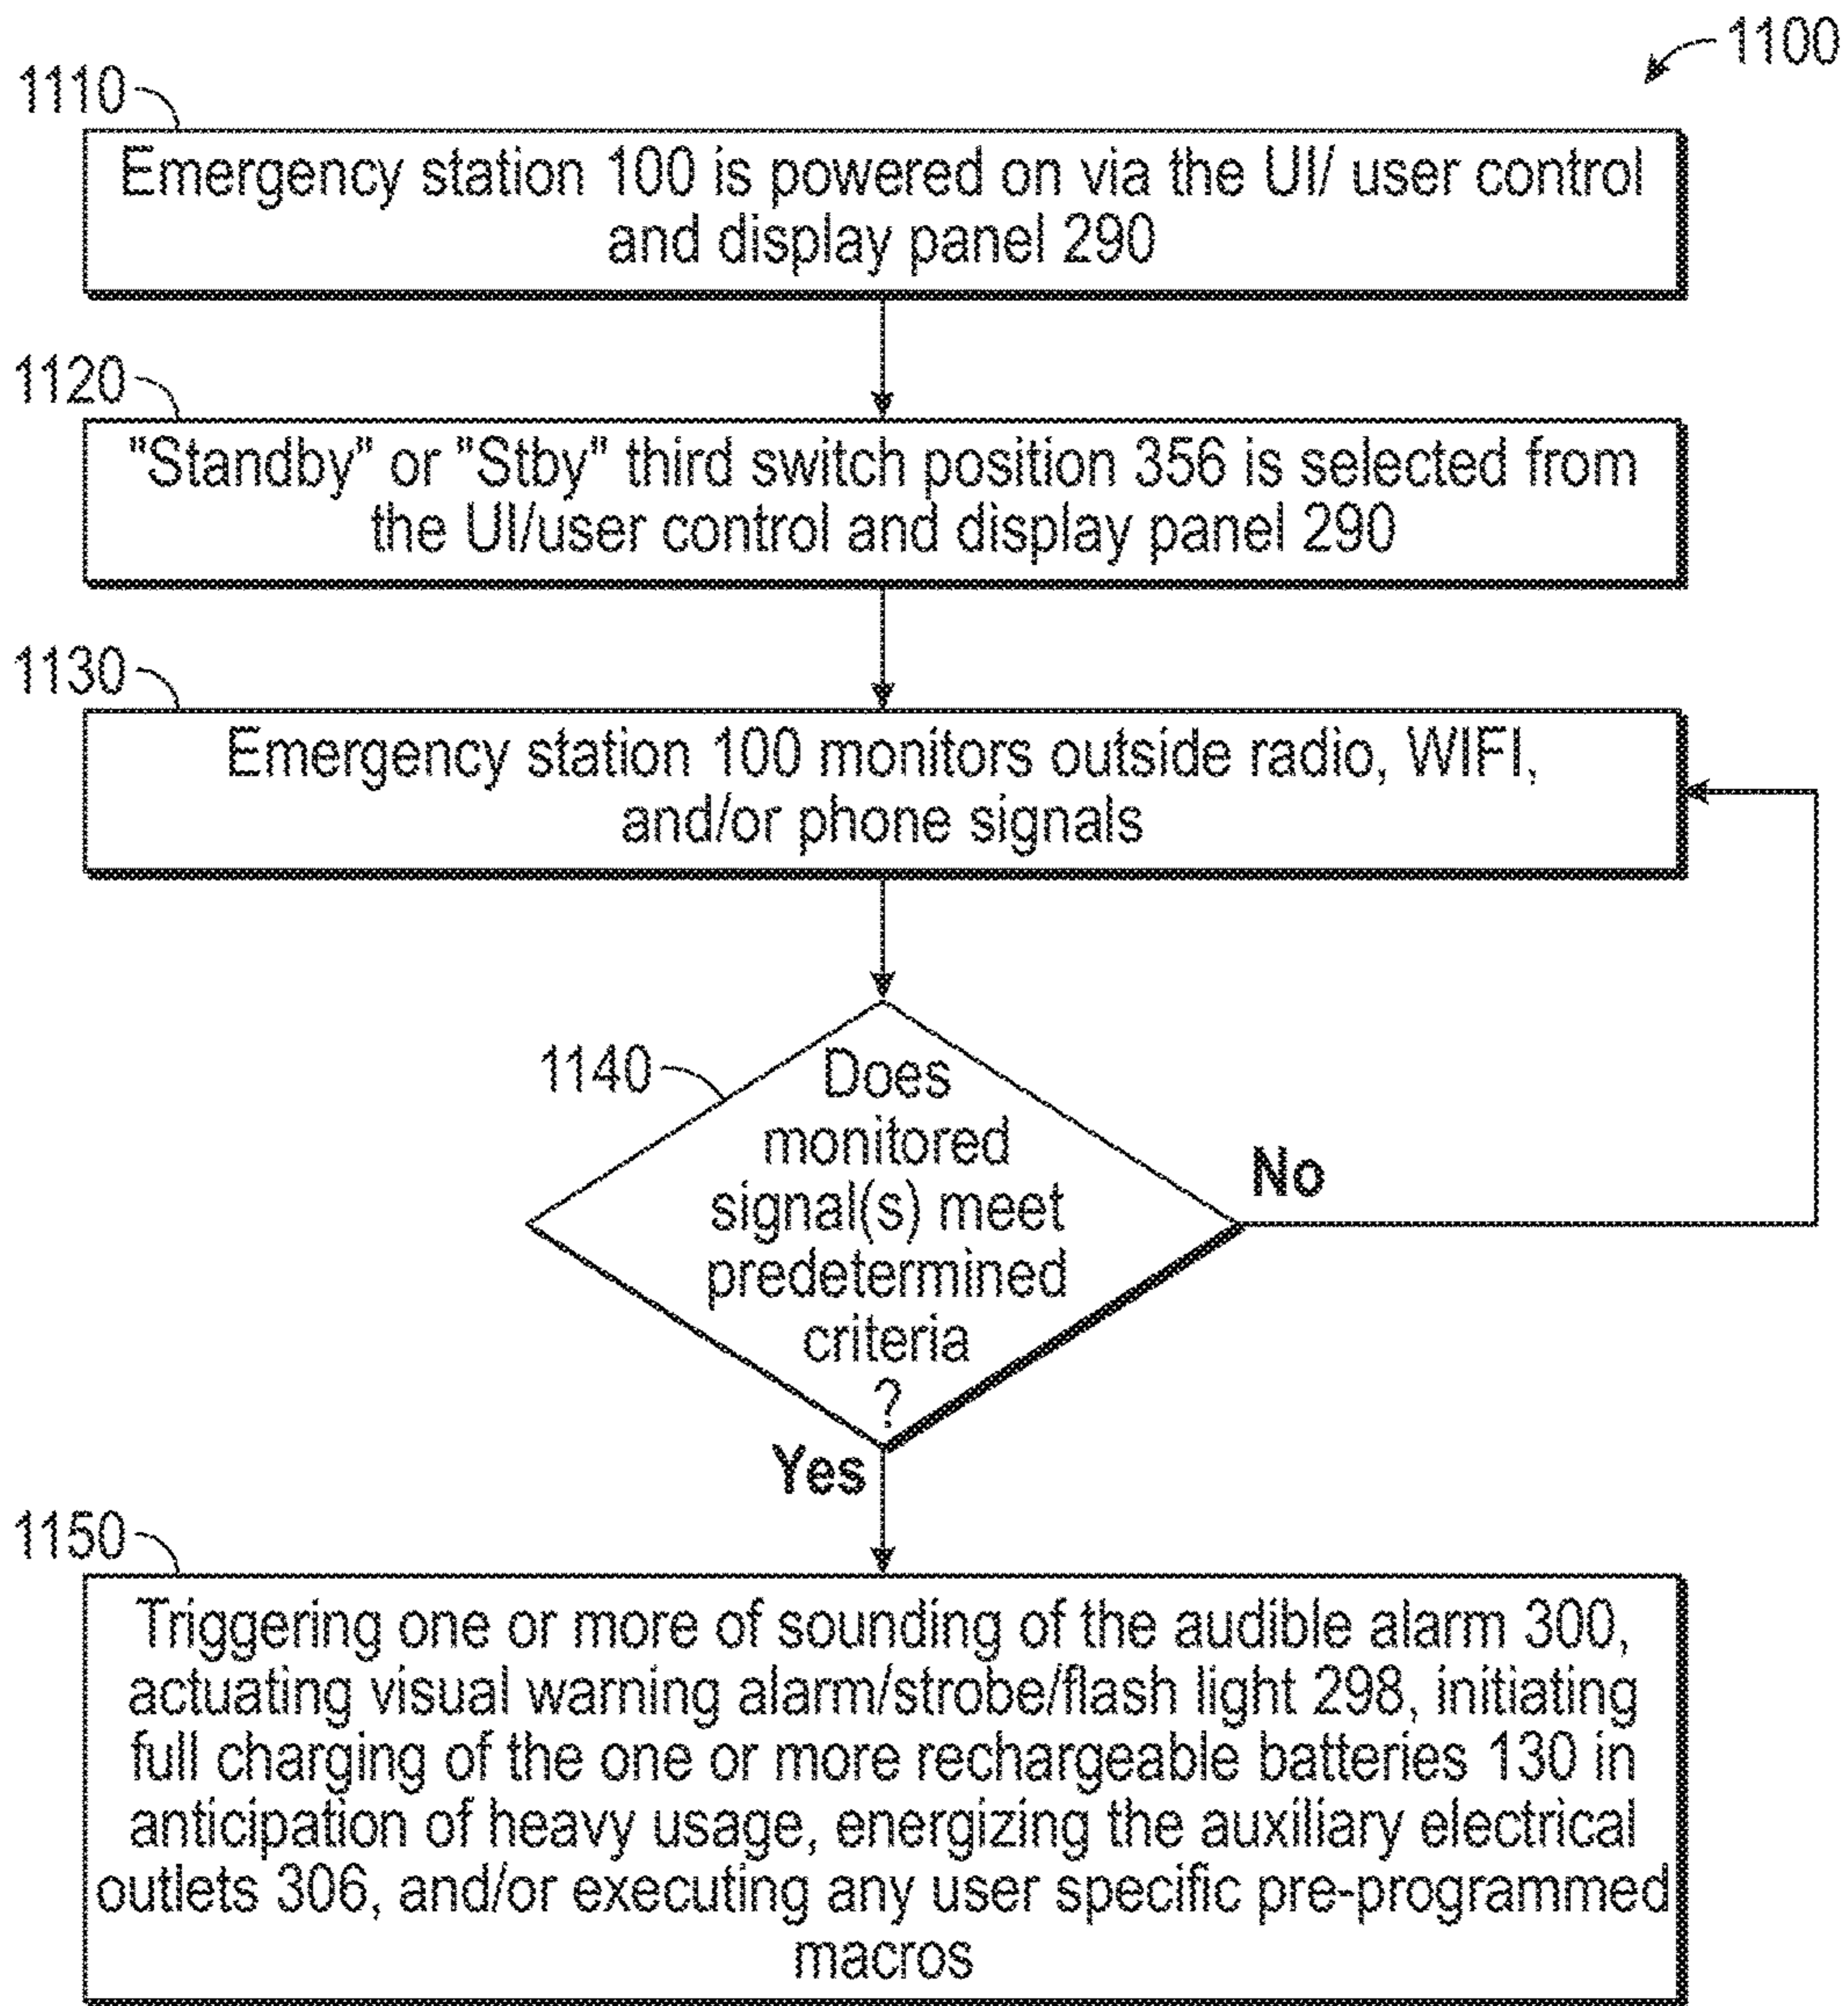 1100
1110
Emergency station 100 is powered on via the UI/ user control
and display panel 290
1120
"Standby" or "Stby" third switch position 356 is selected from
the UI/user control and display panel 290
1130
Emergency station 100 monitors outside radio, WIFI,
and/or phone signals
1140
Does
monitored
signal(s) meet
predetermined
criteria
?
No
Yes
1150
Triggering one or more of sounding of the audible alarm 300,
actuating visual warning alarm/strobe/flash light 298, initiating
full charging of the one or more rechargeable batteries 130 in
anticipation of heavy usage, energizing the auxiliary electrical
outlets 306, and/or executing any user specific pre-programmed
macros